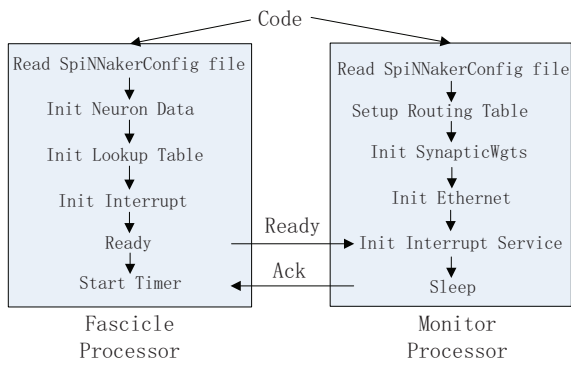 Code
Read SpiNNakerConfig file
Init Neuron Data
Init Lookup Table
Init Interrupt
Ready
Start Timer
Ready
Ack
Read SpiNNakerConfig file
Setup Routing Table
Init SynapticWgts
Init Ethernet
Init Interrupt Service
Sleep
Fascicle
Processor
Monitor
Processor